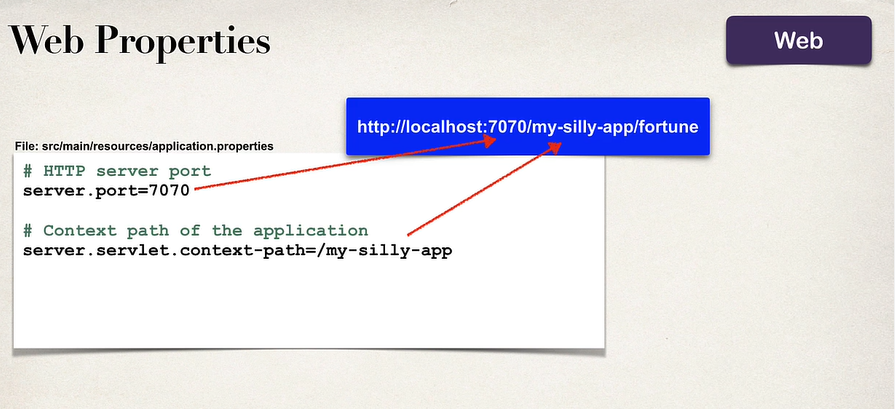 Web Properties
Web
http://localhost:7070/my-silly-app/fortune
File: src/main/resources/application.properties
# HTTP server port
server.port=7070
# Context path of the application
server.servlet.context-path=/my-silly-app